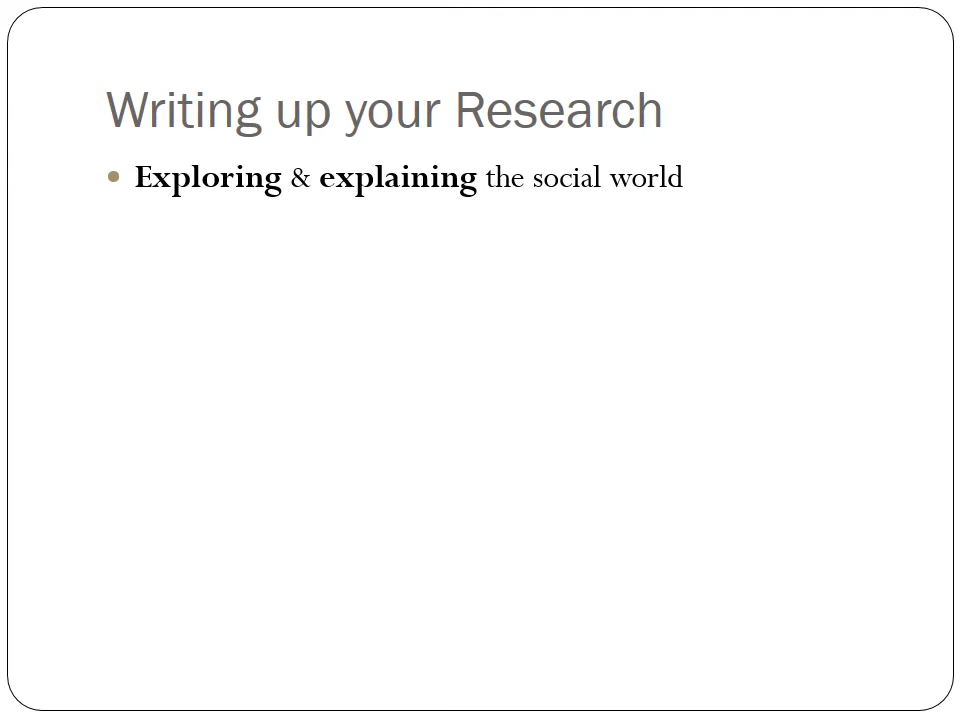 Writing up your Research
• Exploring & explaining the social world